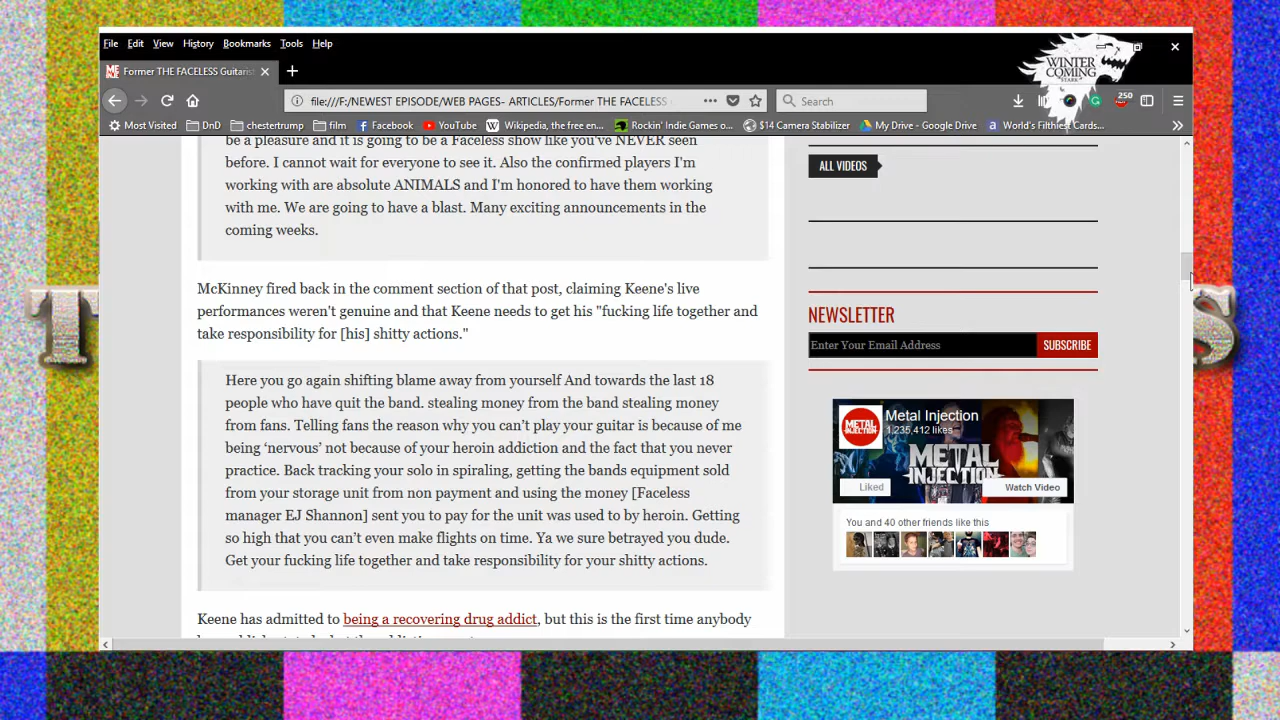 File Edit View History Bookmarks Tools Help
WINTER
COMING
STARK
Former THE FACELESS Guitarist
file:///F:/NEWEST EPISODE/WEB PAGES- ARTICLES/Former THE FACELESS
Search
250
Most Visited DnD chestertrump film Facebook YouTube Wikipedia, the free en... Rockin' Indie Games o... $14 Camera Stabilizer My Drive - Google Drive World's Filthiest Cards...
be a pleasure and it is going to be a Faceless show like you've NEVER seen
before. I cannot wait for everyone to see it. Also the confirmed players I'm
working with are absolute ANIMALS and I'm honored to have them working
with me. We are going to have a blast. Many exciting announcements in the
coming weeks.
McKinney fired back in the comment section of that post, claiming Keene's live
performances weren't genuine and that Keene needs to get his "fucking life together and
take responsibility for [his] shitty actions."
Here you go again shifting blame away from yourself And towards the last 18
people who have quit the band. stealing money from the band stealing money
from fans. Telling fans the reason why you can't play your guitar is because of me
being 'nervous' not because of your heroin addiction and the fact that you never
practice. Back tracking your solo in spiraling, getting the bands equipment sold
from your storage unit from non payment and using the money [Faceless
manager EJ Shannon] sent you to pay for the unit was used to by heroin. Getting
so high that you can't even make flights on time. Ya we sure betrayed you dude.
Get your fucking life together and take responsibility for your shitty actions.
Keene has admitted to being a recovering drug addict, but this is the first time anybody
ALL VIDEOS
NEWSLETTER
Enter Your Email Address SUBSCRIBE
Metal Injection
1,235,412 likes
METAL
INJECTION
Liked Watch Video
You and 40 other friends like this
T S